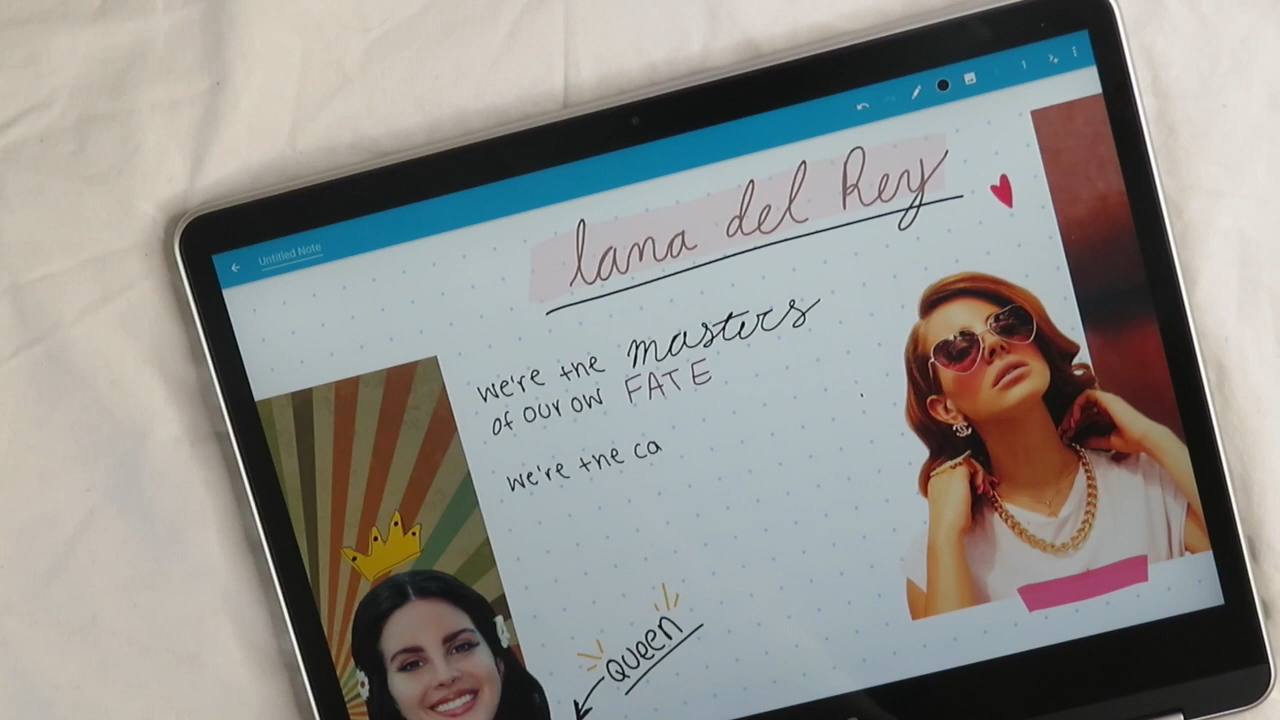 Untitled Note
lana del Rey
we're the masters
of our ow FATE
we're the ca
QUEEN